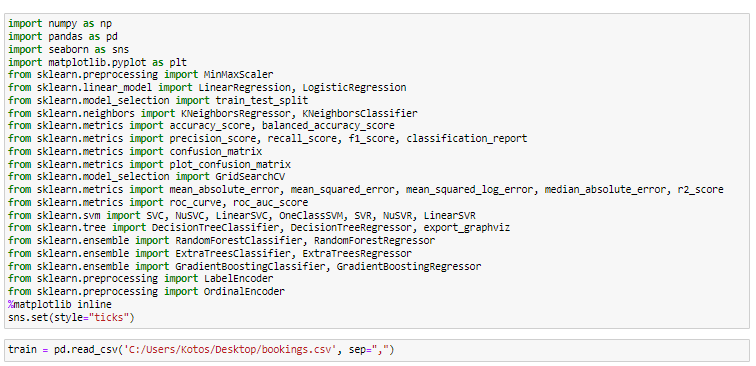 import numpy as np
import pandas as pd
import seaborn as sns
import matplotlib.pyplot as plt
from sklearn.preprocessing import MinMaxScaler
from sklearn.linear_model import LinearRegression, LogisticRegression
from sklearn.model_selection import train_test_split
from sklearn.neighbors import KNeighborsRegressor, KNeighborsClassifier
from sklearn.metrics import accuracy_score, balanced_accuracy_score
from sklearn.metrics import precision_score, recall_score, f1_score, classification_report
from sklearn.metrics import confusion_matrix
from sklearn.metrics import plot_confusion_matrix
from sklearn.model_selection import GridSearchCV
from sklearn.metrics import mean_absolute_error, mean_squared_error, mean_squared_log_error, median_absolute_error, r2_score
from sklearn.metrics import roc_curve, roc_auc_score
from sklearn.svm import SVC, NuSVC, LinearSVC, OneClassSVM, SVR, NuSVR, LinearSVR
from sklearn.tree import DecisionTreeClassifier, DecisionTreeRegressor, export_graphviz
from sklearn.ensemble import RandomForestClassifier, RandomForestRegressor
from sklearn.ensemble import ExtraTreesClassifier, ExtraTreesRegressor
from sklearn.ensemble import GradientBoostingClassifier, GradientBoostingRegressor
from sklearn.preprocessing import LabelEncoder
from sklearn.preprocessing import OrdinalEncoder
%matplotlib inline
sns.set(style="ticks")
train = pd.read_csv('C:/Users/Kotos/Desktop/bookings.csv', sep=",")